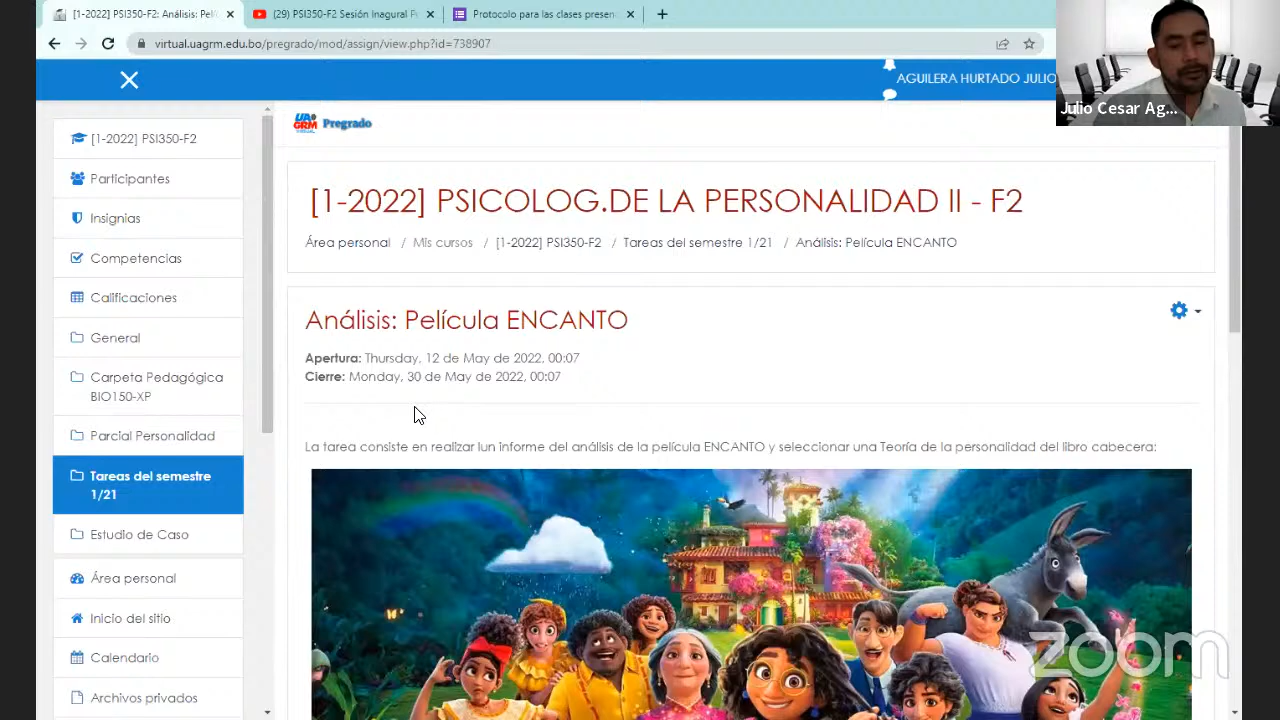 [1-2022] PSI350-F2: Análisis: Pel
(29) PSI350-F2 Sesión Inagural P
Protocolo para las clases presen
virtual.uagrm.edu.bo/pregrado/mod/assign/view.php?id=738907
AGUILERA HURTADO JULIO
Julio Cesar Ag...
[1-2022] PSI350-F2
Participantes
Insignias
Competencias
Calificaciones
General
Carpeta Pedagógica
BIO150-XP
Parcial Personalidad
Tareas del semestre
1/21
Estudio de Caso
Área personal
Inicio del sitio
Calendario
Archivos privados
UAGRM VIRTUAL Pregrado
[1-2022] PSICOLOG.DE LA PERSONALIDAD II - F2
Área personal / Mis cursos / [1-2022] PSI350-F2 / Tareas del semestre 1/21 / Análisis: Película ENCANTO
Análisis: Película ENCANTO
Apertura: Thursday, 12 de May de 2022, 00:07
Cierre: Monday, 30 de May de 2022, 00:07
La tarea consiste en realizar lun informe del análisis de la película ENCANTO y seleccionar una Teoría de la personalidad del libro cabecera:
zoom